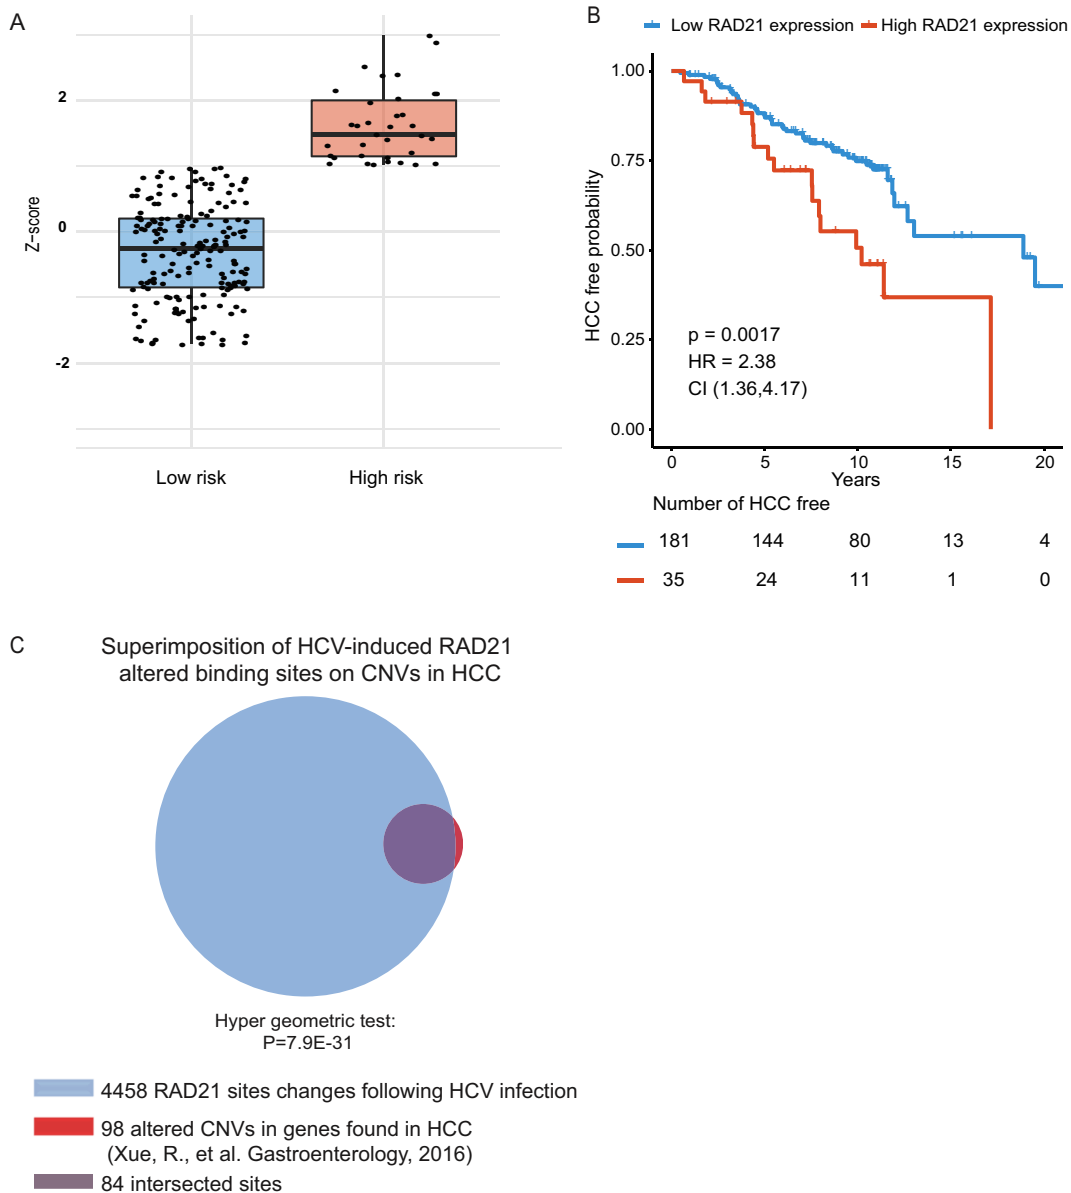 A
Z−score
2
0
-2
Low risk
High risk
B
Low RAD21 expression
High RAD21 expression
HCC free probability
1.00
0.75
0.50
0.25
0.00
p = 0.0017
HR = 2.38
CI (1.36,4.17)
0 5 10 15 20
Years
Number of HCC free
181 144 80 13 4
35 24 11 1 0
C
Superimposition of HCV-induced RAD21
altered binding sites on CNVs in HCC
Hyper geometric test:
P=7.9E-31
4458 RAD21 sites changes following HCV infection
98 altered CNVs in genes found in HCC
(Xue, R., et al. Gastroenterology, 2016)
84 intersected sites